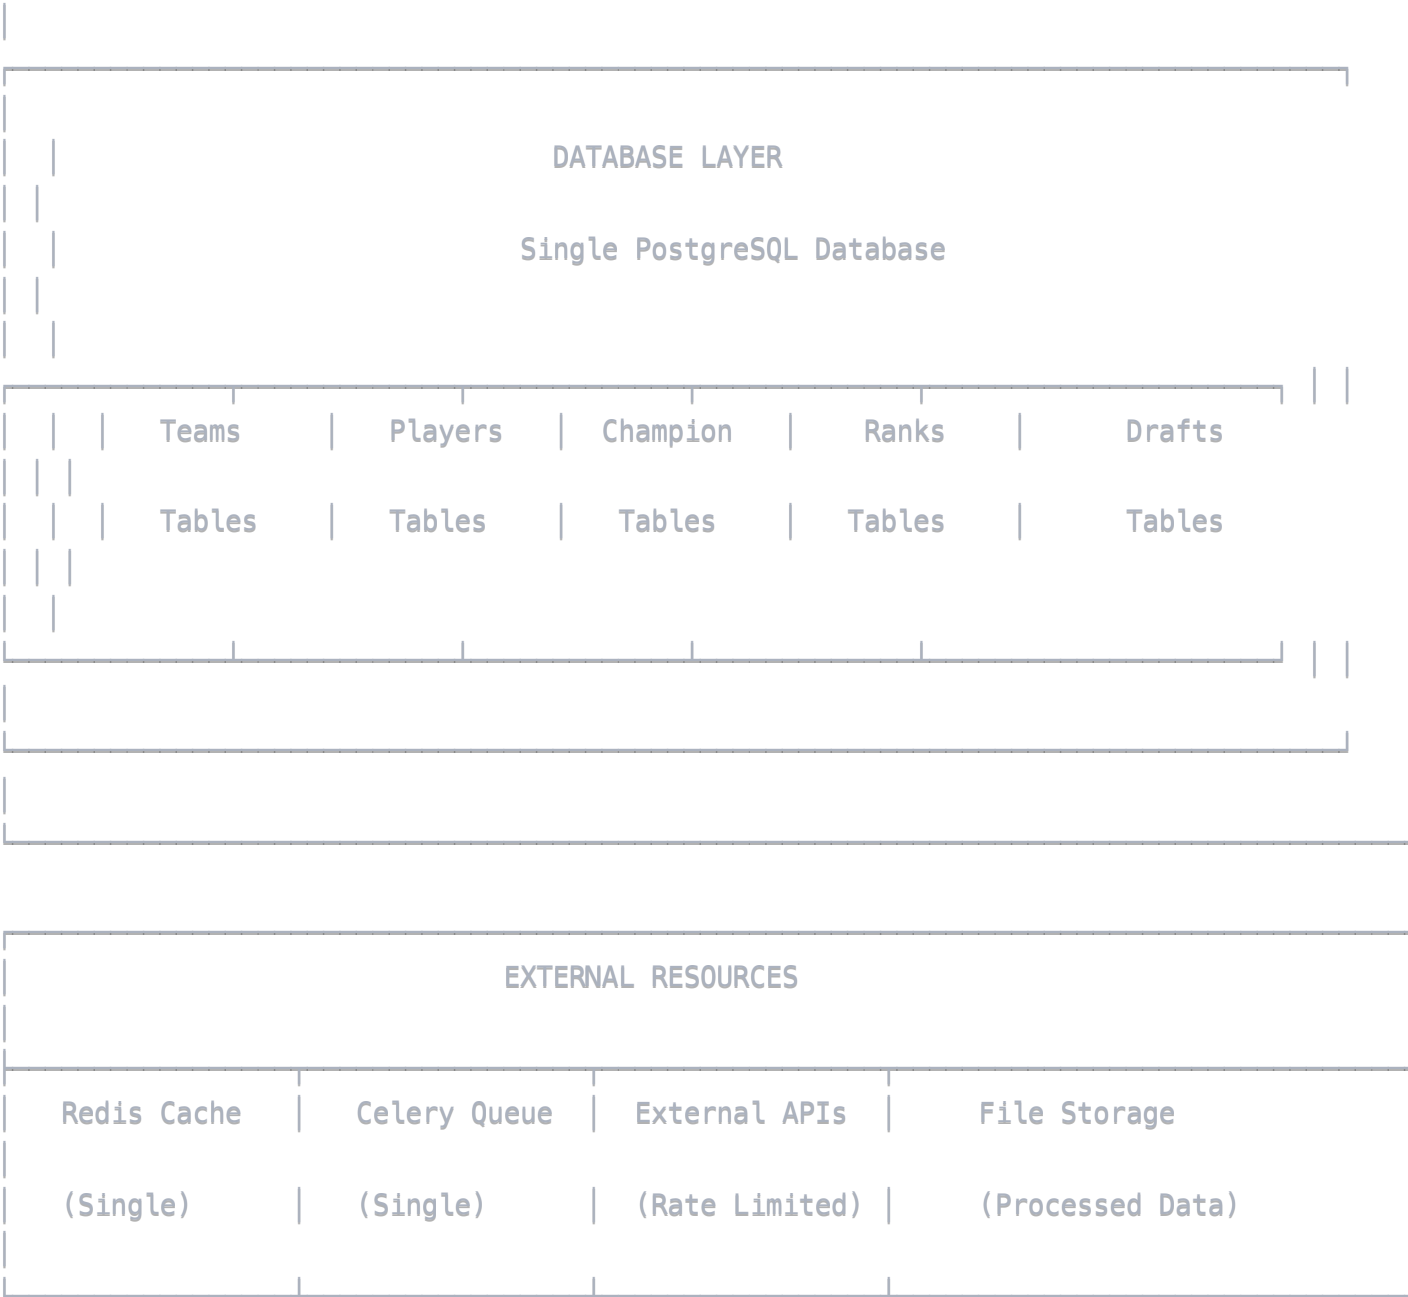 DATABASE LAYER
Single PostgreSQL Database
Teams Players Champion Ranks Drafts
Tables Tables Tables Tables Tables
EXTERNAL RESOURCES
Redis Cache Celery Queue External APIs File Storage
(Single) (Single) (Rate Limited) (Processed Data)